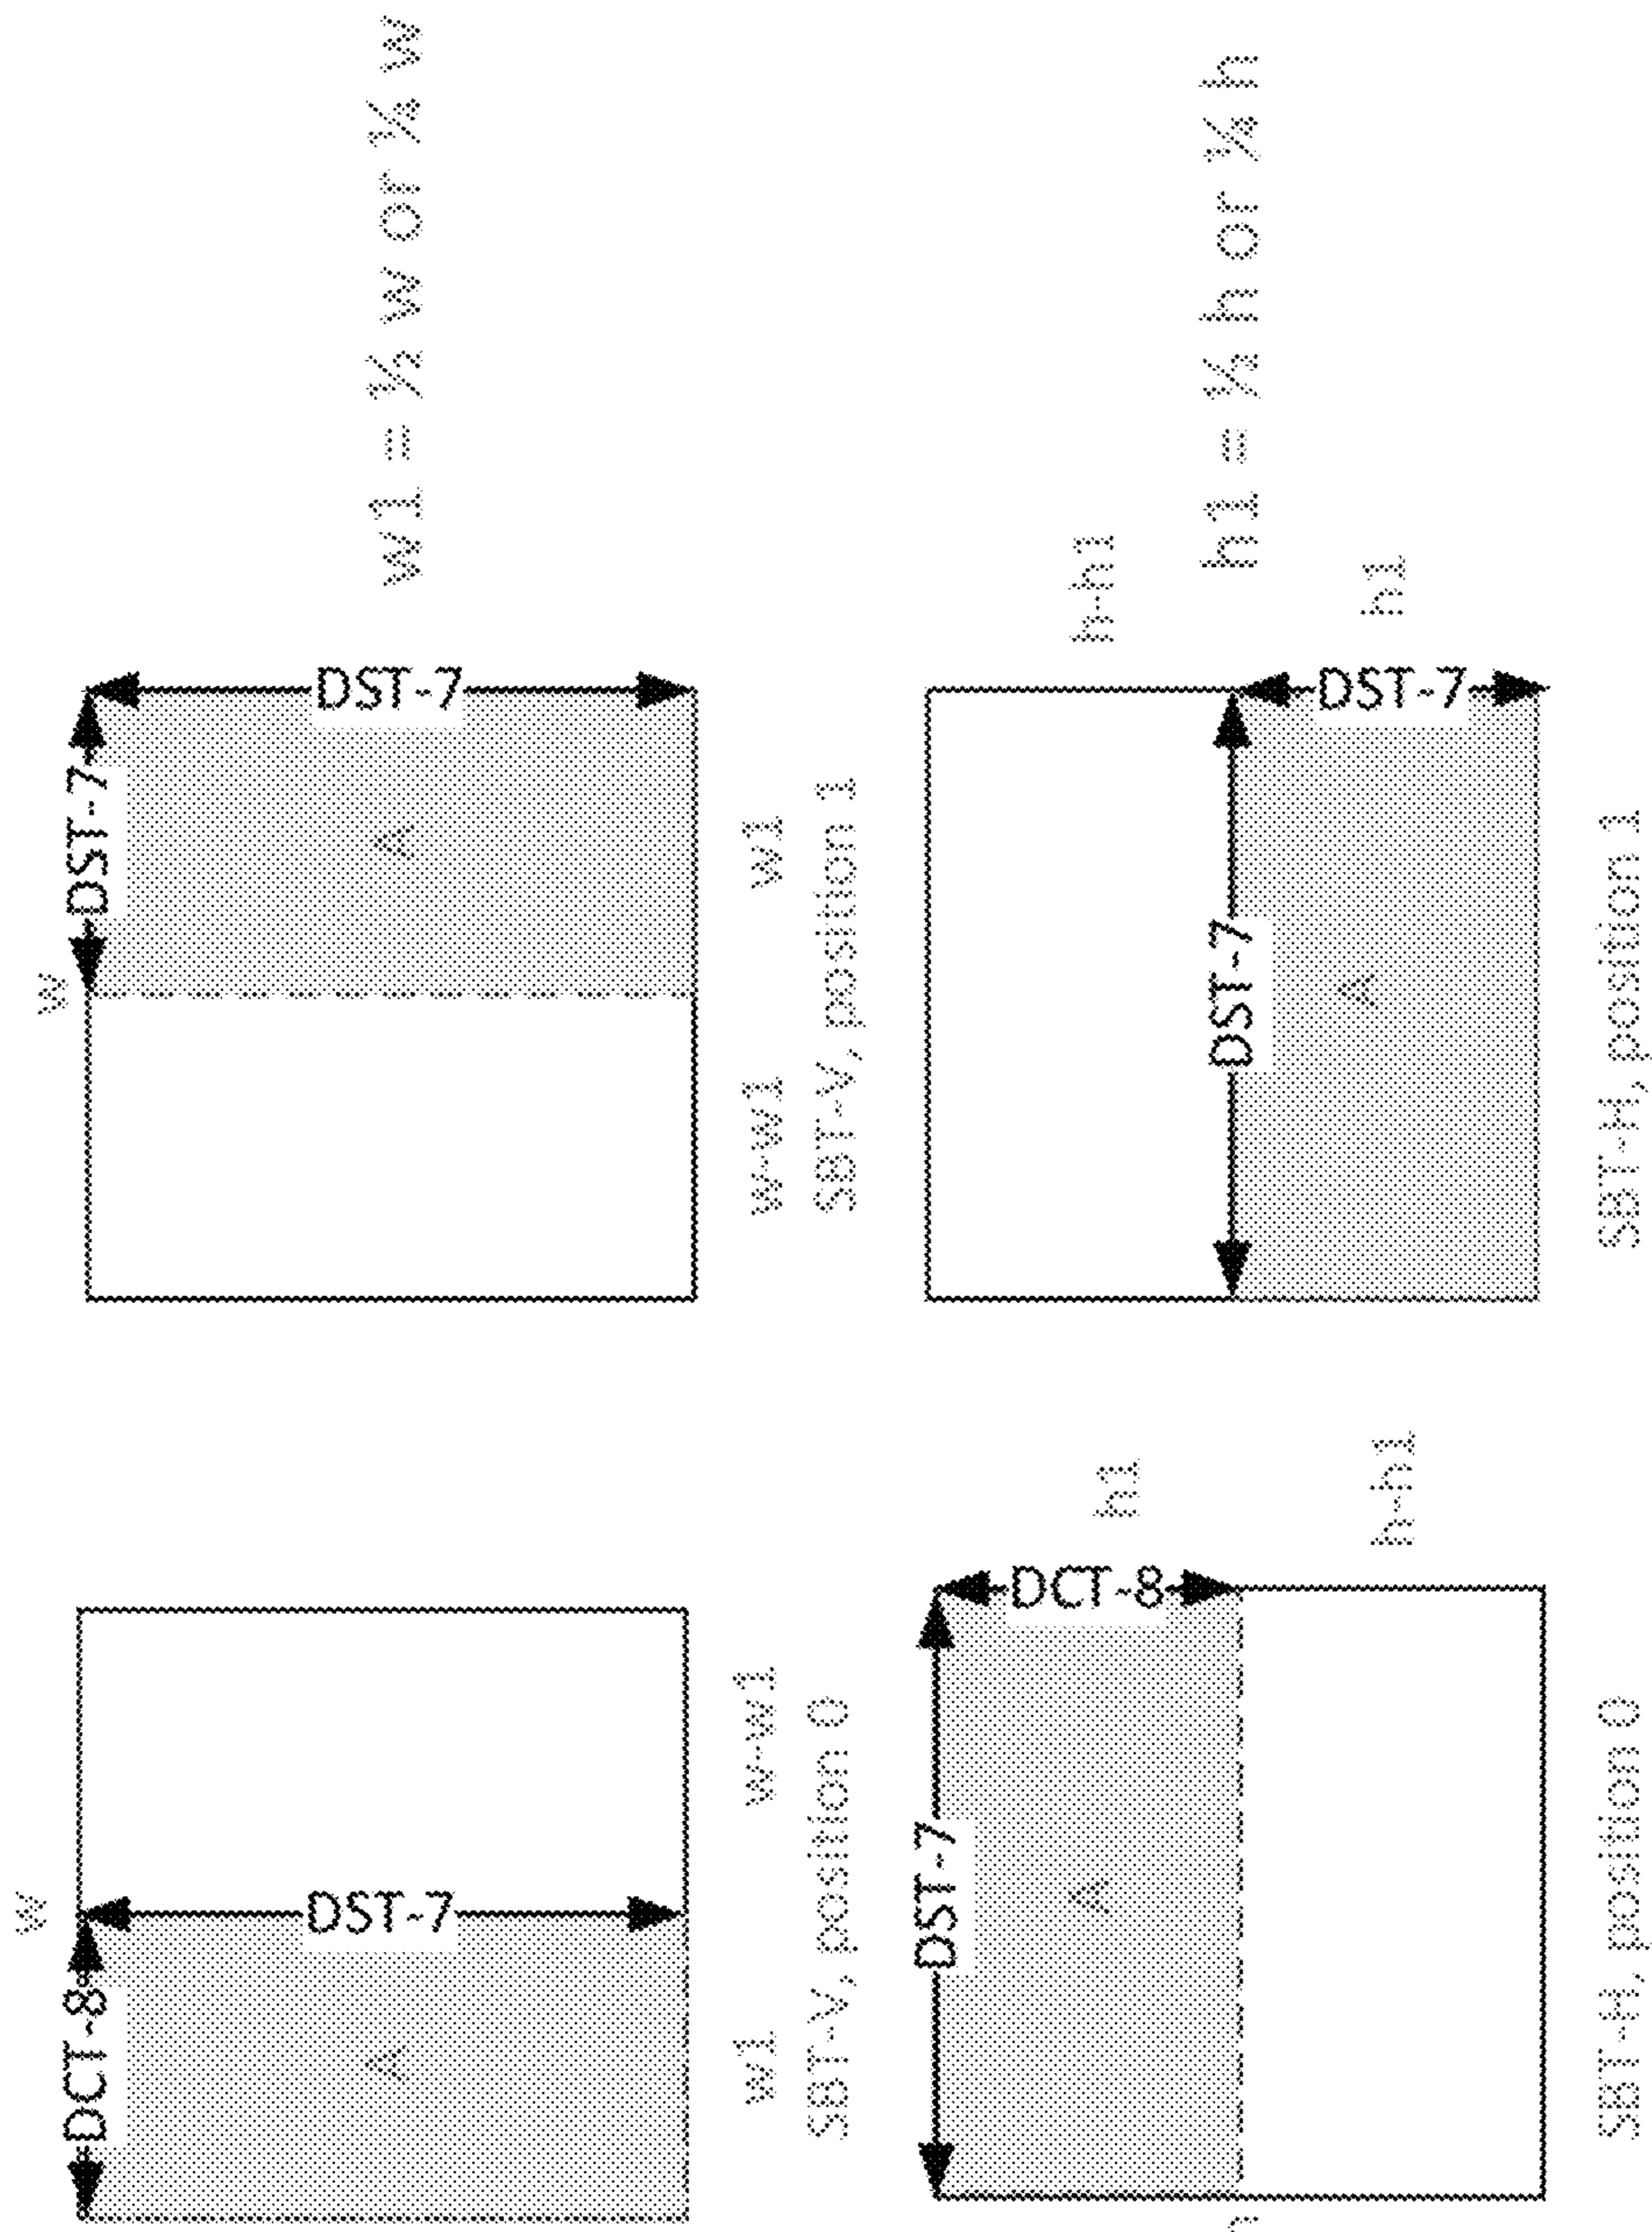 w
w
DCT-8
DST-7
DST-7
DST-7
A
A
w1 = ½ w or ¼ w
w1
w-w1
w-w1
w1
SBT-V, position 0
SBT-V, position 1
DST-7
DCT-8
h1
A
h-h1
h-h1
DST-7
DST-7
A
h1
h1 = ½ h or ¼ h
SBT-H, position 0
SBT-H, position 1